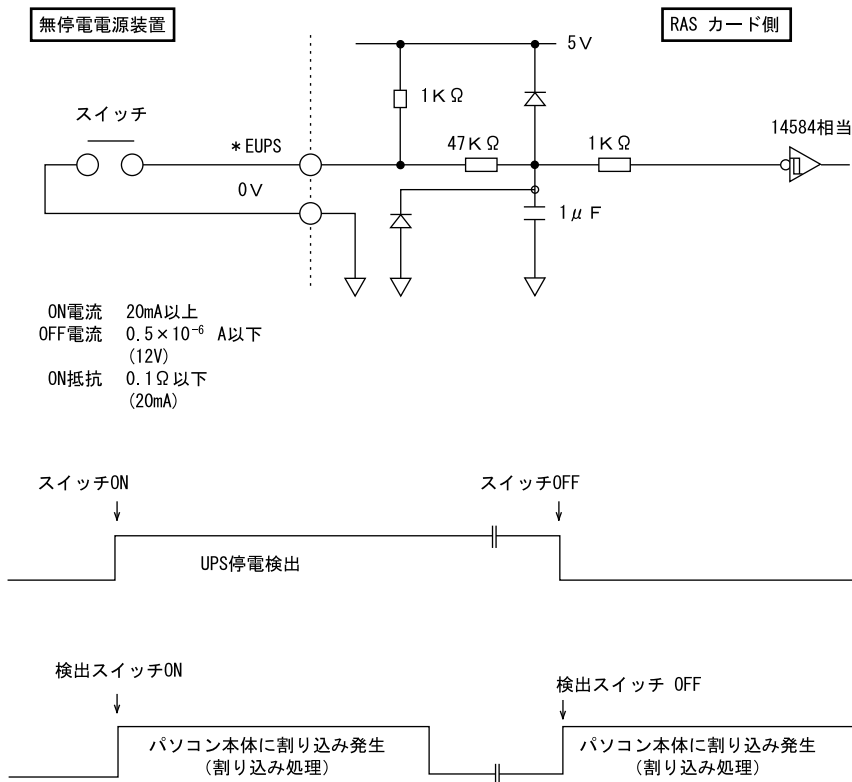 無停電電源装置
RAS カード側
5V
1KΩ
スイッチ
14584相当
*EUPS
47KΩ
1KΩ
0V
1μF
ON電流 20mA以上
OFF電流 0.5×10⁻⁶ A以下
(12V)
ON抵抗 0.1Ω以下
(20mA)
スイッチON
スイッチOFF
UPS停電検出
検出スイッチON
検出スイッチ OFF
パソコン本体に割り込み発生
(割り込み処理)
パソコン本体に割り込み発生
(割り込み処理)